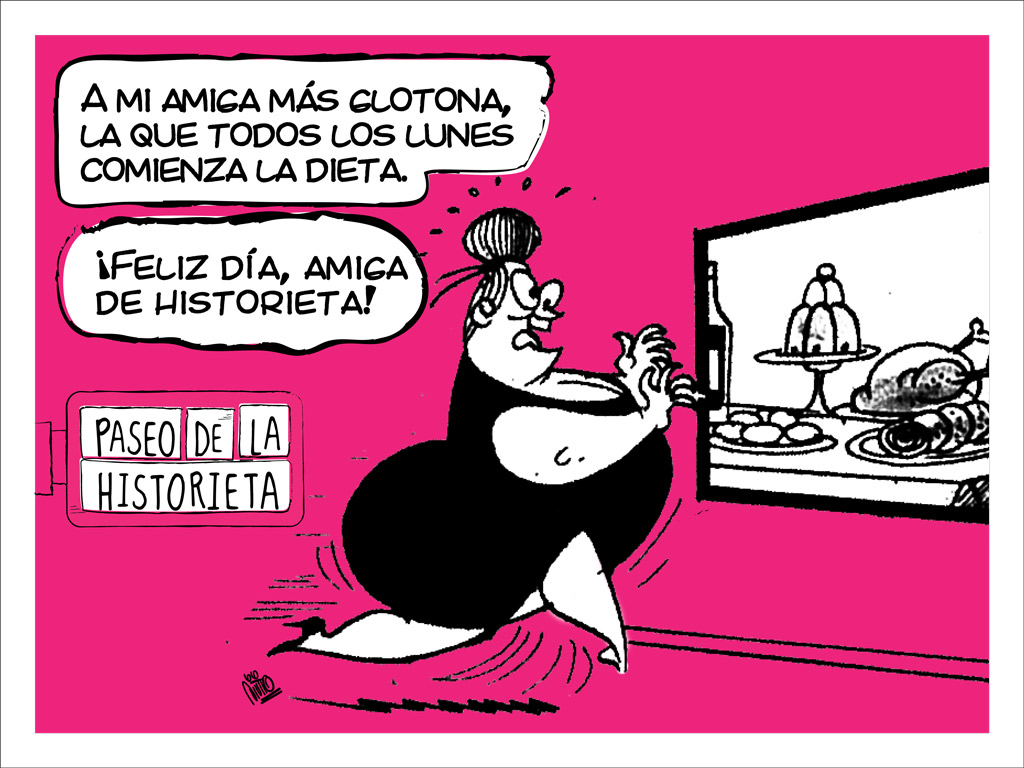 A MI AMIGA MÁS GLOTONA,
LA QUE TODOS LOS LUNES
COMIENZA LA DIETA.
¡FELIZ DÍA, AMIGA
DE HISTORIETA!
PASEO DE LA
HISTORIETA